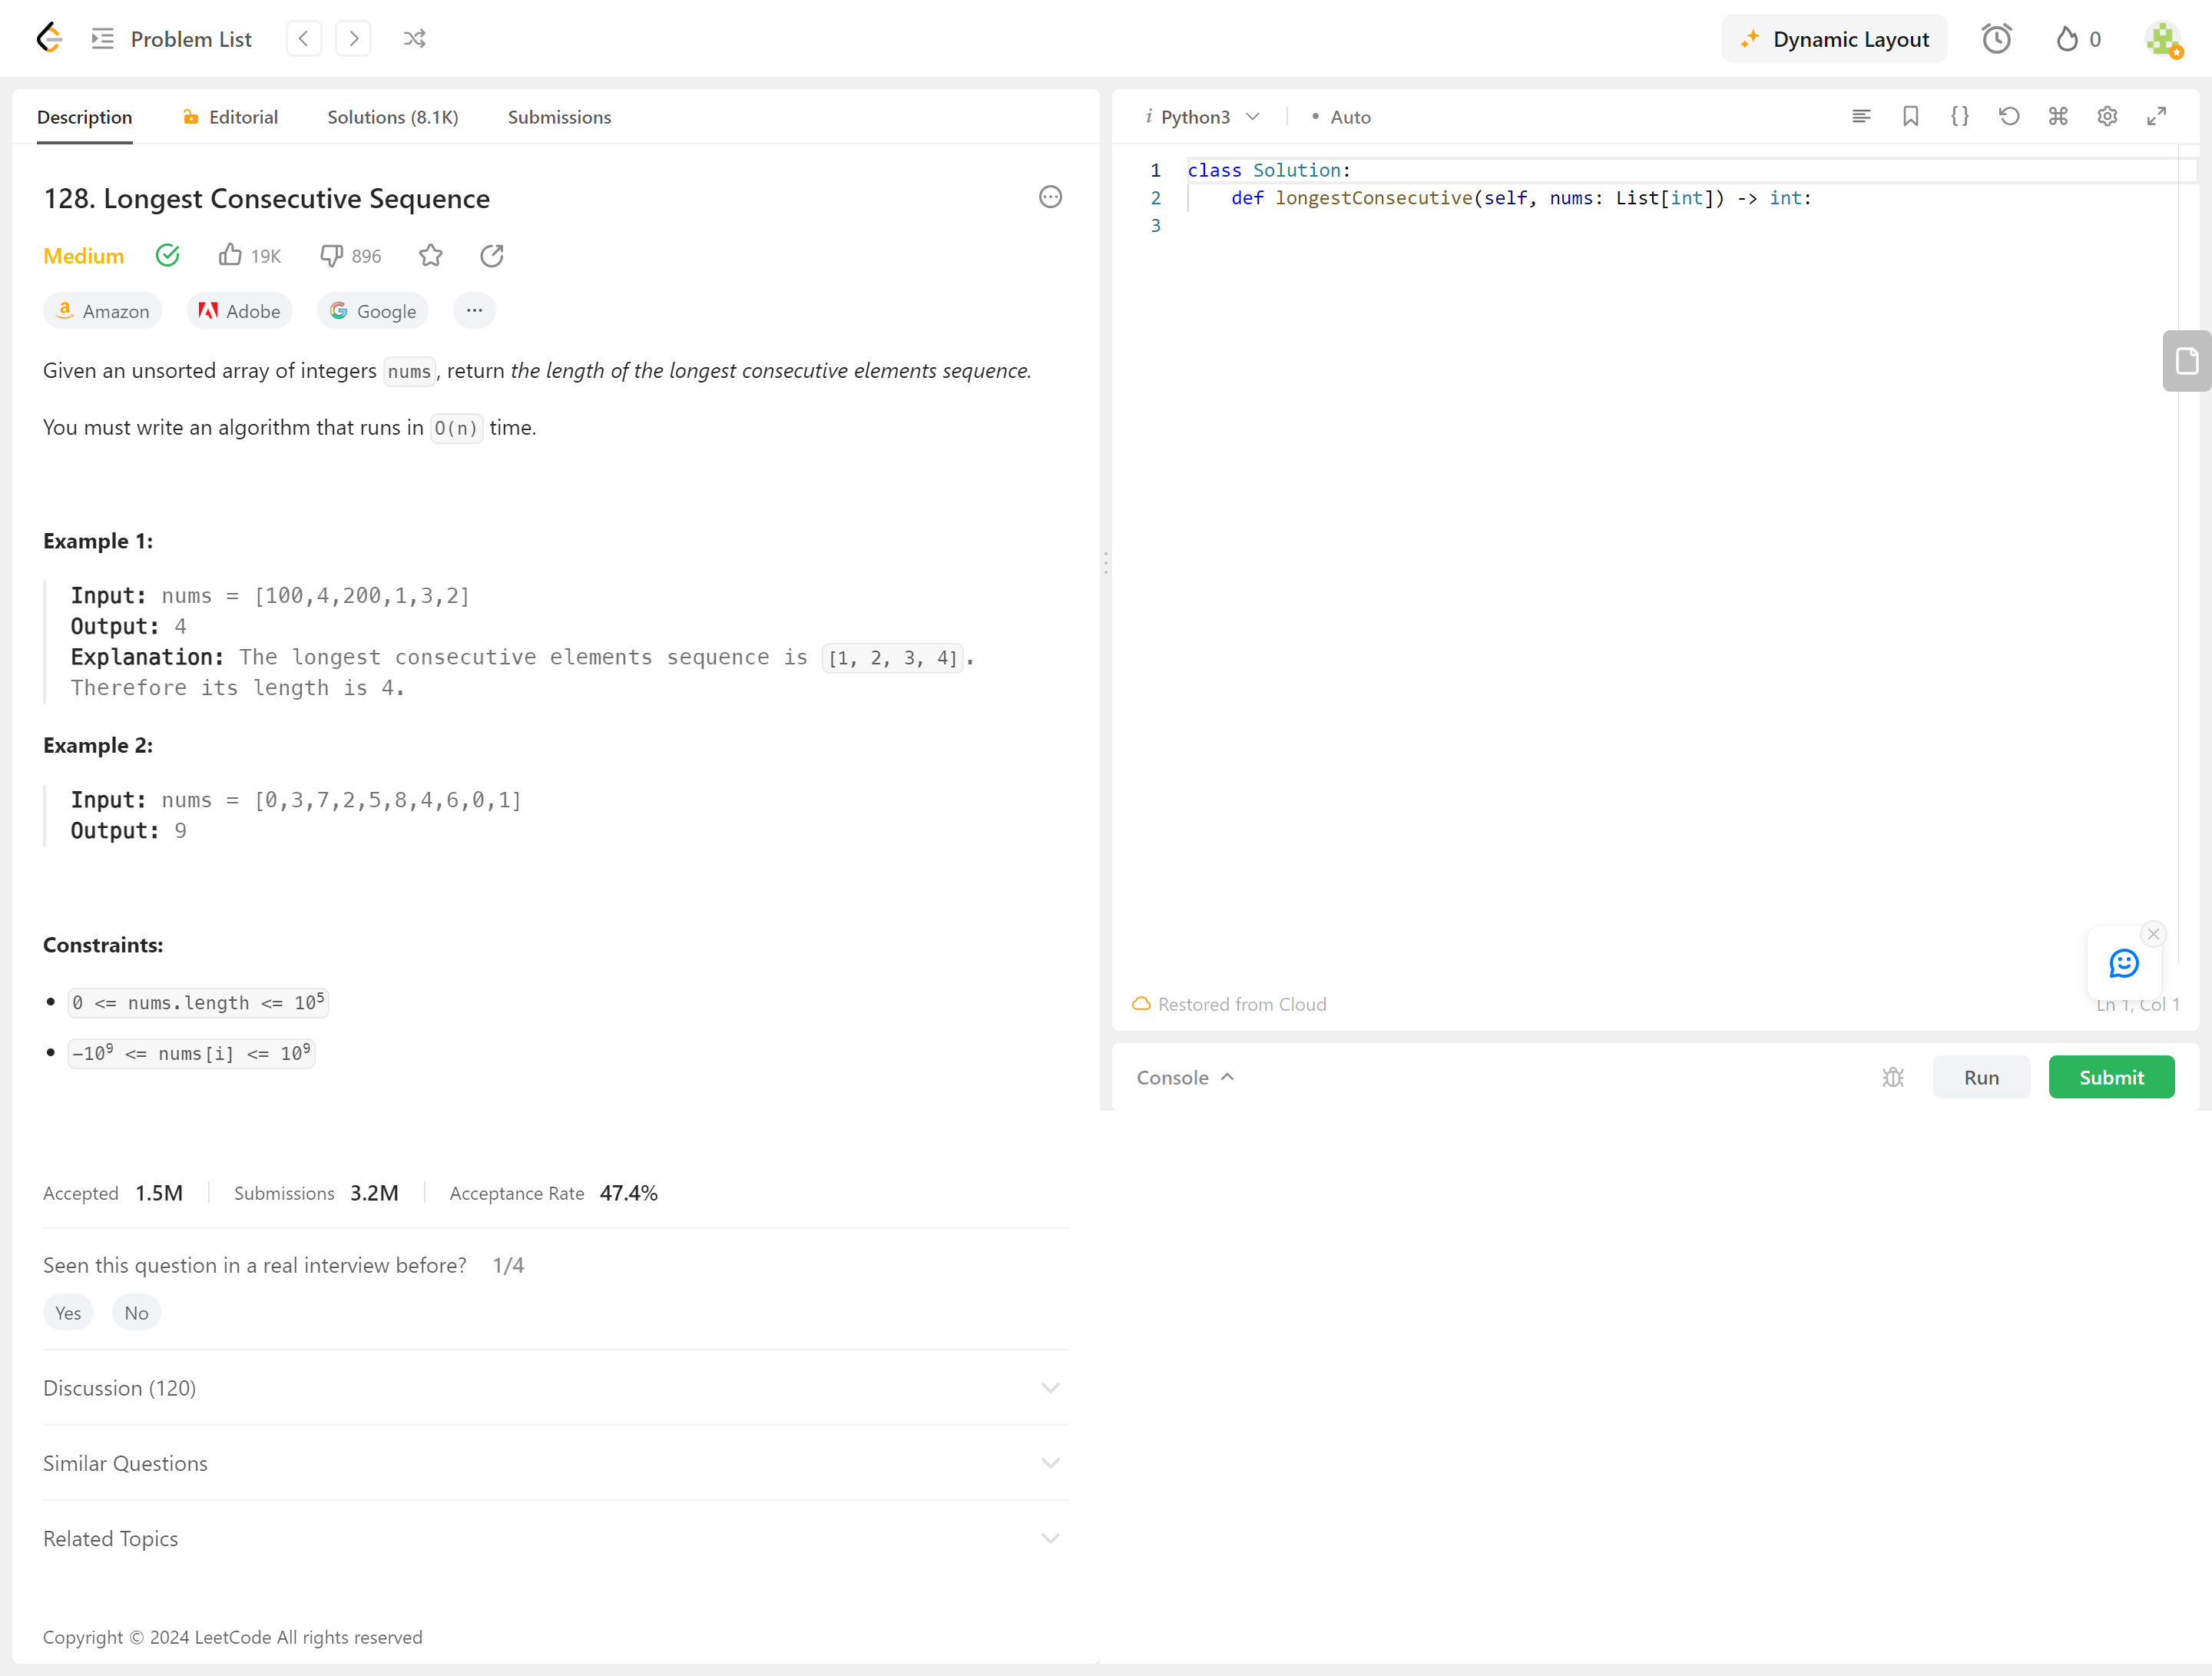 Problem List
Dynamic Layout
0
Description
Editorial
Solutions (8.1K)
Submissions
128. Longest Consecutive Sequence
Medium
19K
896
Amazon
Adobe
Google
Given an unsorted array of integers nums, return the length of the longest consecutive elements sequence.
You must write an algorithm that runs in O(n) time.
Example 1:
Input: nums = [100,4,200,1,3,2]
Output: 4
Explanation: The longest consecutive elements sequence is [1, 2, 3, 4].
Therefore its length is 4.
Example 2:
Input: nums = [0,3,7,2,5,8,4,6,0,1]
Output: 9
Constraints:
• 0 <= nums.length <= 10⁵
• -10⁹ <= nums[i] <= 10⁹
Accepted 1.5M
Submissions 3.2M
Acceptance Rate 47.4%
Seen this question in a real interview before? 1/4
Yes
No
Discussion (120)
Similar Questions
Related Topics
Copyright © 2024 LeetCode All rights reserved
i Python3
• Auto
1 class Solution:
2     def longestConsecutive(self, nums: List[int]) -> int:
3
Restored from Cloud
Ln 1, Col 1
Console
Run
Submit